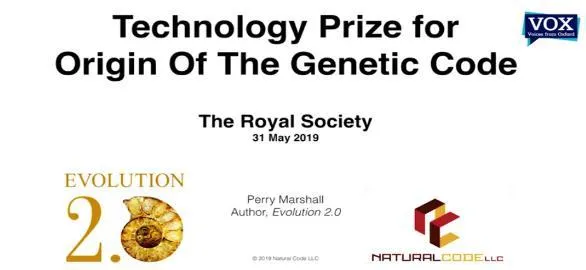 VOX
Voices from Oxford
Technology Prize for
Origin Of The Genetic Code
The Royal Society
31 May 2019
EVOLUTION
2.0
Perry Marshall
Author, Evolution 2.0
© 2019 Natural Code LLC
NATURALCODE LLC